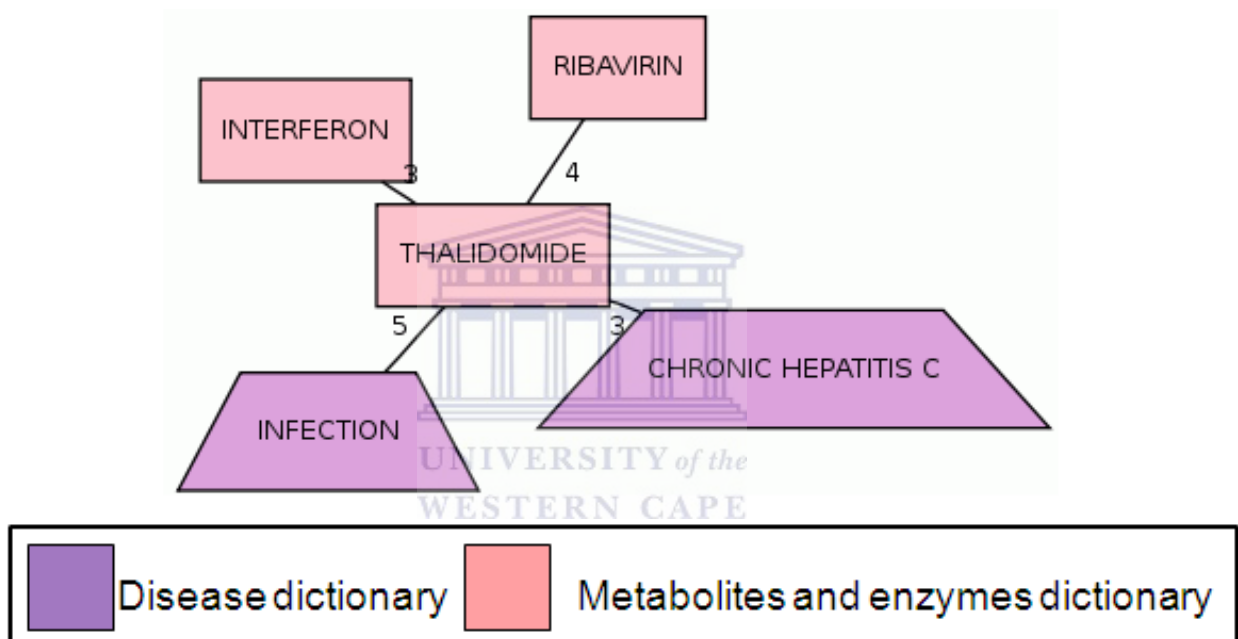 RIBAVIRIN
INTERFERON
3
4
THALIDOMIDE
5
3
CHRONIC HEPATITIS C
INFECTION
UNIVERSITY of the
WESTERN CAPE
Disease dictionary
Metabolites and enzymes dictionary